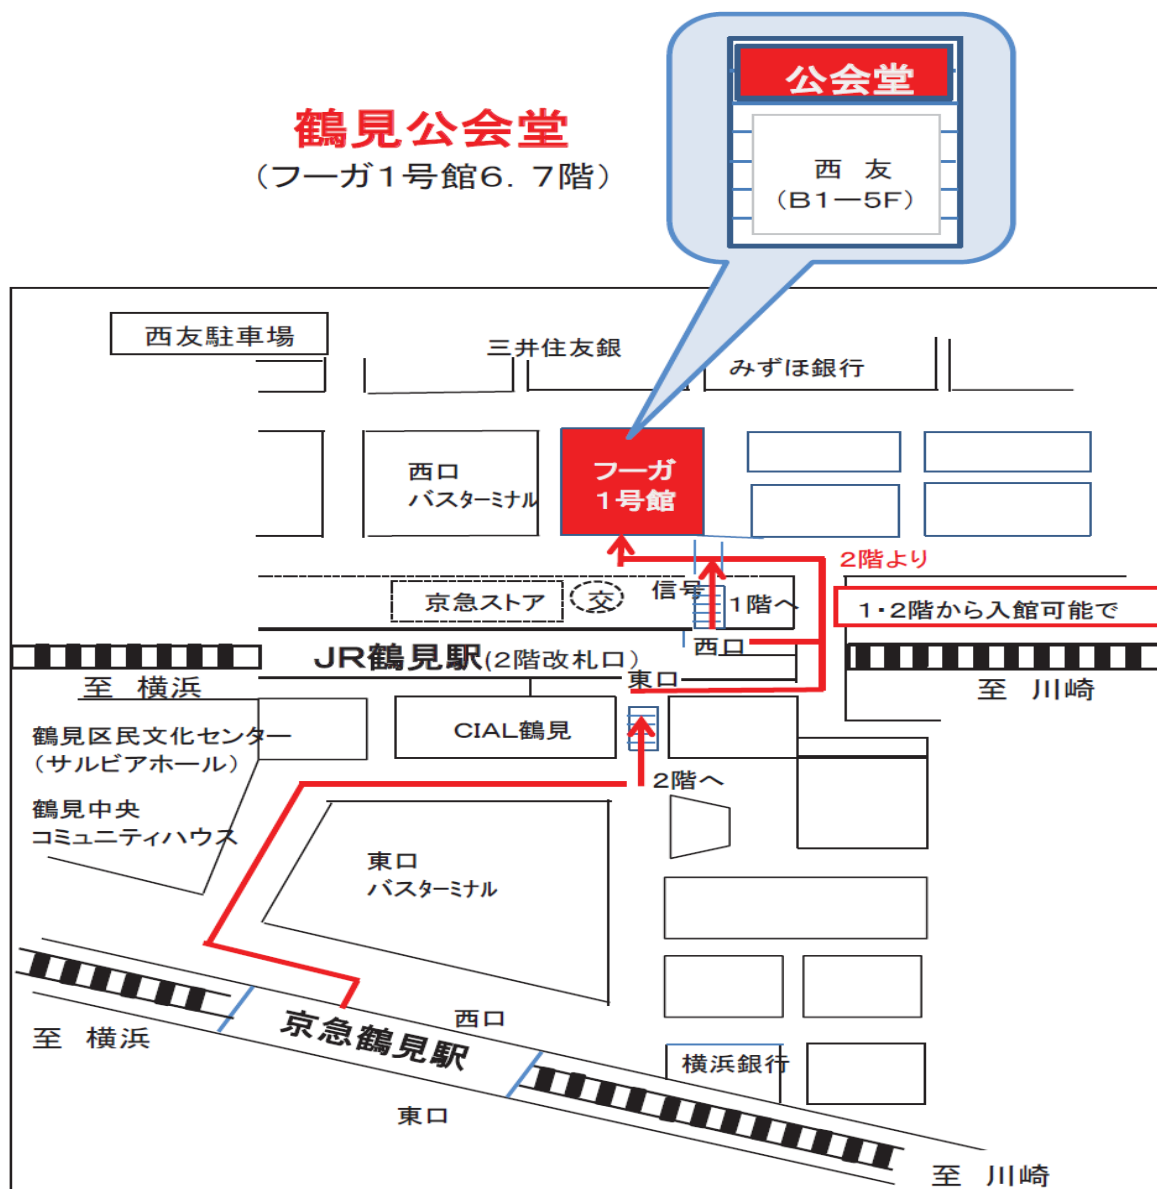 公会堂
鶴見公会堂
(フーガ1号館6．7階)
西 友
(B1ー5F)
西友駐車場
三井住友銀
みずほ銀行
西口
バスターミナル
フーガ
1号館
2階より
京急ストア
交
信号
1階へ
1・2階から入館可能で
JR鶴見駅(2階改札口)
西口
東口
至 横浜
至 川崎
鶴見区民文化センター
(サルビアホール)
CIAL鶴見
2階へ
鶴見中央
コミュニティハウス
東口
バスターミナル
西口
京急鶴見駅
至 横浜
横浜銀行
東口
至 川崎